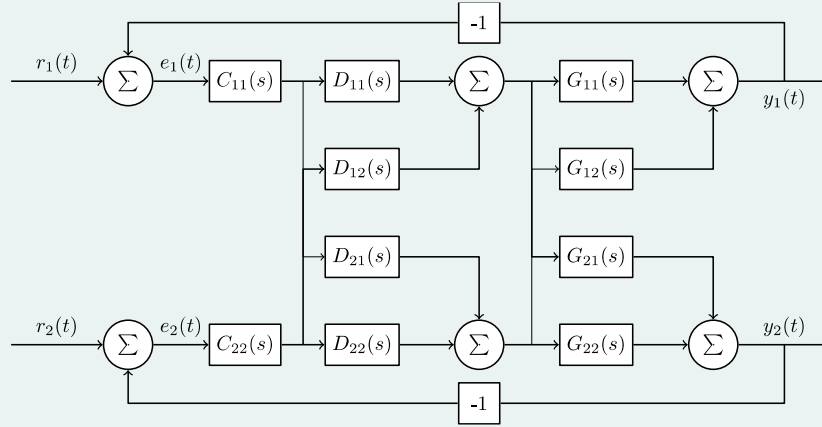 -1
r₁(t) Σ e₁(t) C₁₁(s) D₁₁(s) Σ G₁₁(s) Σ y₁(t)
D₁₂(s) G₁₂(s)
D₂₁(s) G₂₁(s)
r₂(t) Σ e₂(t) C₂₂(s) D₂₂(s) Σ G₂₂(s) Σ y₂(t)
-1